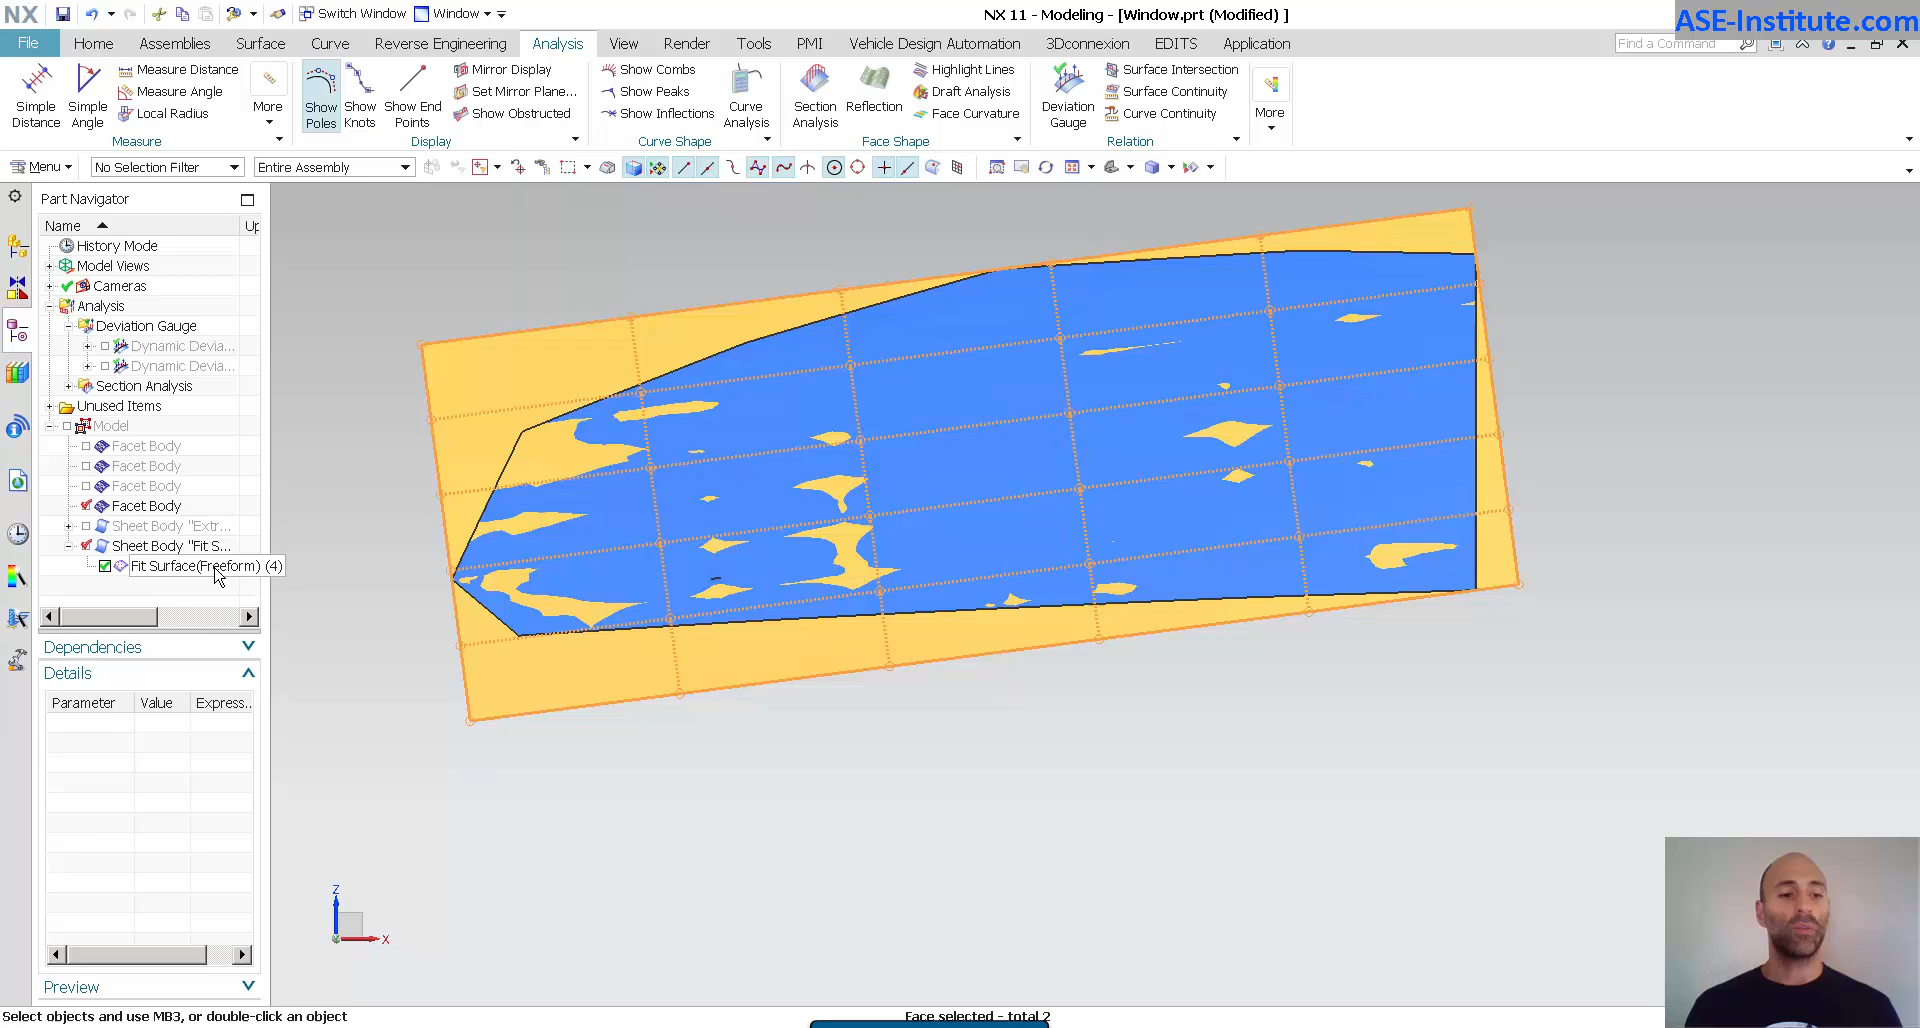 NX
Switch Window
Window
NX 11 - Modeling - [Window.prt (Modified) ]
ASE-Institute.com
File
Home
Assemblies
Surface
Curve
Reverse Engineering
Analysis
View
Render
Tools
PMI
Vehicle Design Automation
3Dconnexion
EDITS
Application
Find a Command
Simple Distance
Simple Angle
Measure Distance
Measure Angle
Local Radius
More
Measure
Show Poles
Show Knots
Show End Points
Mirror Display
Set Mirror Plane...
Show Obstructed
Display
Show Combs
Show Peaks
Show Inflections
Curve Analysis
Curve Shape
Section Analysis
Reflection
Highlight Lines
Draft Analysis
Face Curvature
Face Shape
Deviation Gauge
Surface Intersection
Surface Continuity
Curve Continuity
Relation
More
Menu
No Selection Filter
Entire Assembly
Part Navigator
Name
Up
History Mode
Model Views
Cameras
Analysis
Deviation Gauge
Dynamic Devia...
Dynamic Devia...
Section Analysis
Unused Items
Model
Facet Body
Facet Body
Facet Body
Facet Body
Sheet Body "Extr...
Sheet Body "Fit S...
Fit Surface(Freeform) (4)
Dependencies
Details
Parameter
Value
Express..
Preview
Z
X
Select objects and use MB3, or double-click an object
Face selected - total 2